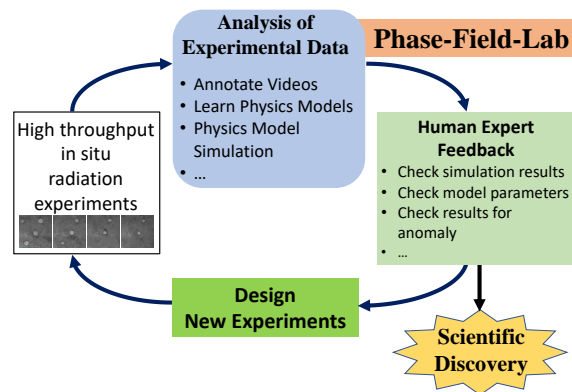 Analysis of
Experimental Data
• Annotate Videos
• Learn Physics Models
• Physics Model
Simulation
• ...
Phase-Field-Lab
High throughput
in situ
radiation
experiments
Human Expert
Feedback
• Check simulation results
• Check model parameters
• Check results for
anomaly
• ...
Design
New Experiments
Scientific
Discovery